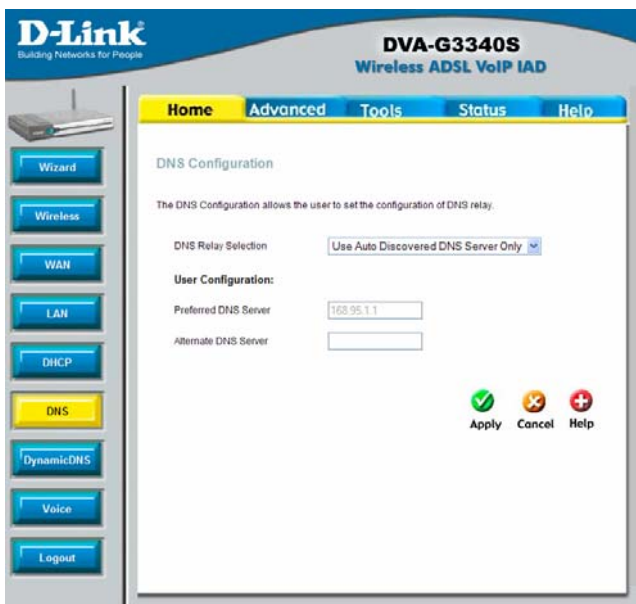 D-Link
Building Networks for People
DVA-G3340S
Wireless ADSL VoIP IAD
Home Advanced Tools Status Help
Wizard
Wireless
WAN
LAN
DHCP
DNS
DynamicDNS
Voice
Logout
DNS Configuration
The DNS Configuration allows the user to set the configuration of DNS relay.
DNS Relay Selection Use Auto Discovered DNS Server Only
User Configuration:
Preferred DNS Server 168.95.1.1
Alternate DNS Server
Apply Cancel Help